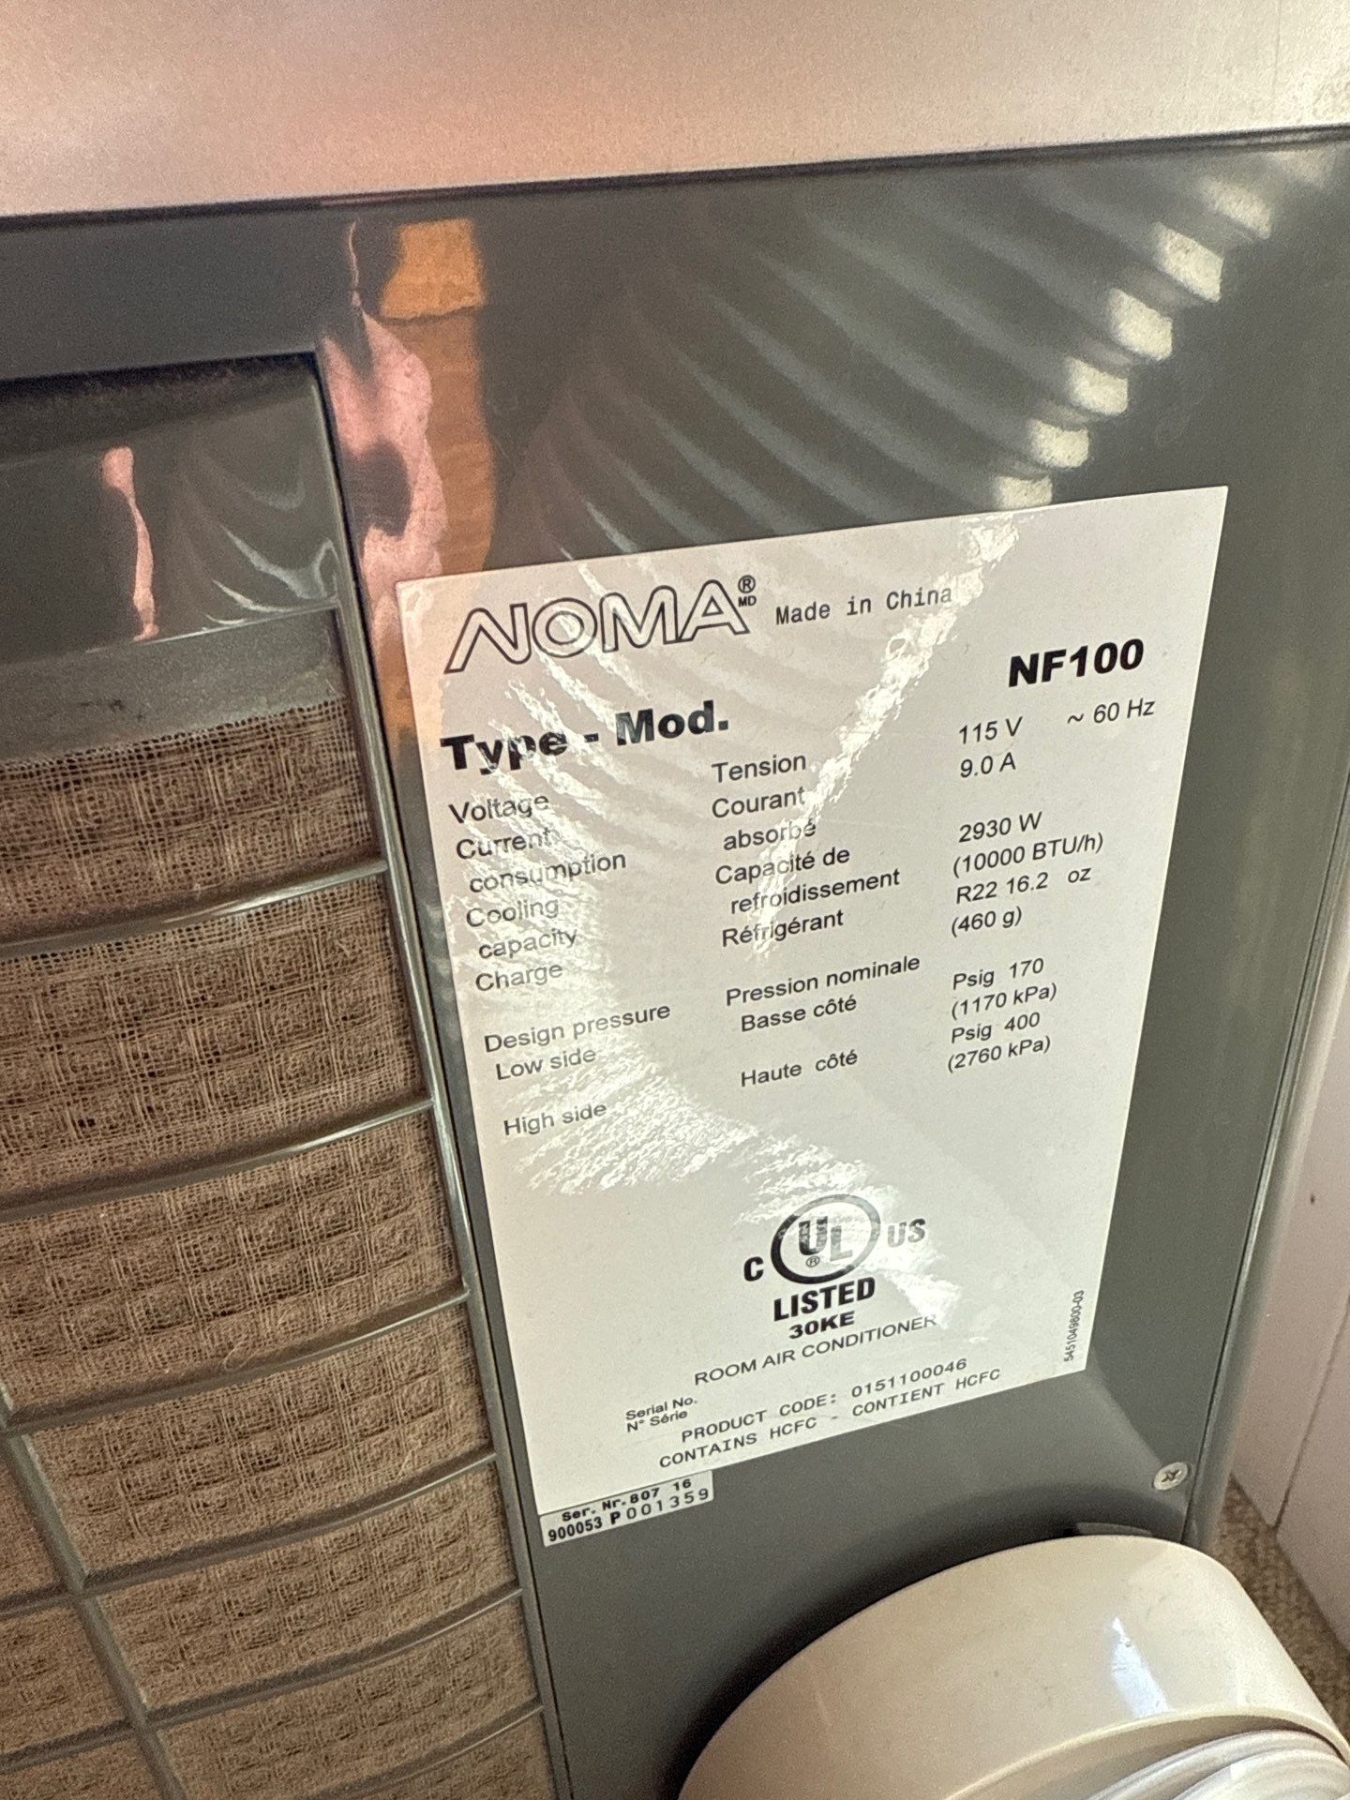 NOMA® MD Made in China
Type - Mod. NF100
Voltage Tension 115 V ~ 60 Hz
Current Courant 9.0 A
consumption absorbé
Cooling Capacité de 2930 W
capacity refroidissement (10000 BTU/h)
Charge Réfrigérant R22 16.2 oz
(460 g)
Design pressure Pression nominale
Low side Basse côté Psig 170
(1170 kPa)
High side Haute côté Psig 400
(2760 kPa)
C UL® US
LISTED
30KE
ROOM AIR CONDITIONER
Serial No.
N° Série
PRODUCT CODE: 0151100046
CONTAINS HCFC - CONTIENT HCFC
5451049800-03
Ser. Nr. 807 16
900053 P 001359